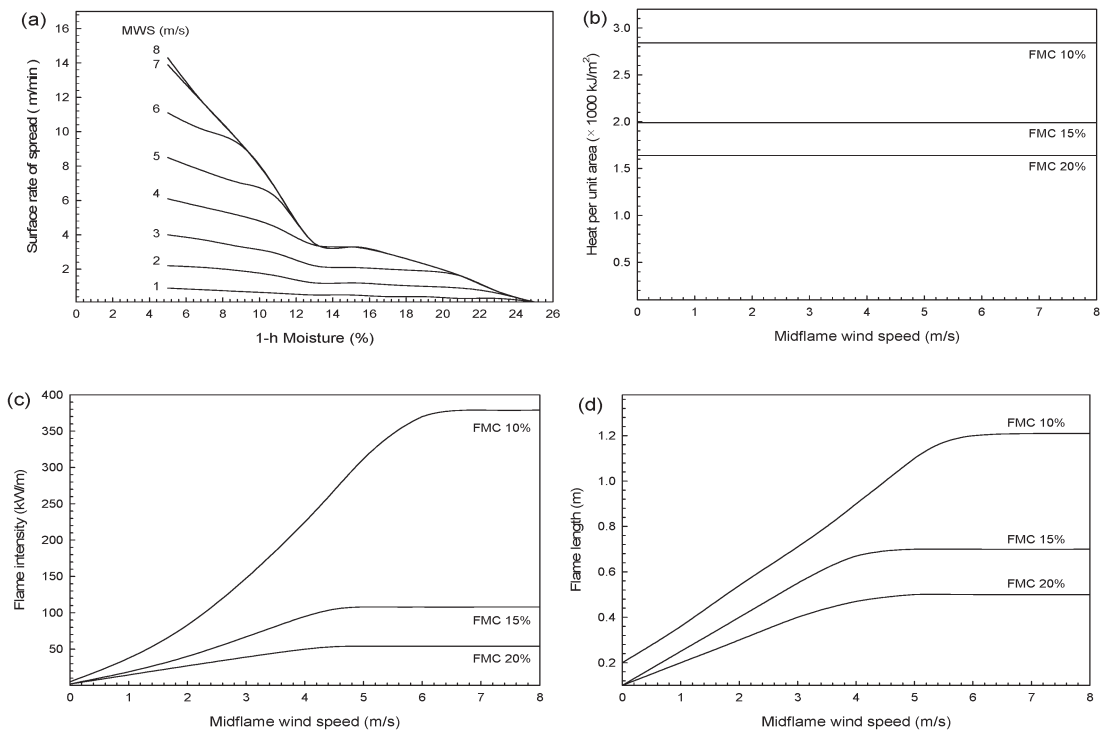 (a)
MWS (m/s)
16
14
12
10
8
6
4
2
8
7
6
5
4
3
2
1
0 2 4 6 8 10 12 14 16 18 20 22 24 26
Surface rate of spread ( m/min )
1-h Moisture (%)
(b)
3.0
2.5
2.0
1.5
1.0
0.5
FMC 10%
FMC 15%
FMC 20%
0 1 2 3 4 5 6 7 8
Heat per unit area (× 1000 kJ/m²)
Midflame wind speed (m/s)
(c)
400
350
300
250
200
150
100
50
FMC 10%
FMC 15%
FMC 20%
0 1 2 3 4 5 6 7 8
Flame intensity (kW/m)
Midflame wind speed (m/s)
(d)
1.2
1.0
0.8
0.6
0.4
0.2
FMC 10%
FMC 15%
FMC 20%
0 1 2 3 4 5 6 7 8
Flame length (m)
Midflame wind speed (m/s)